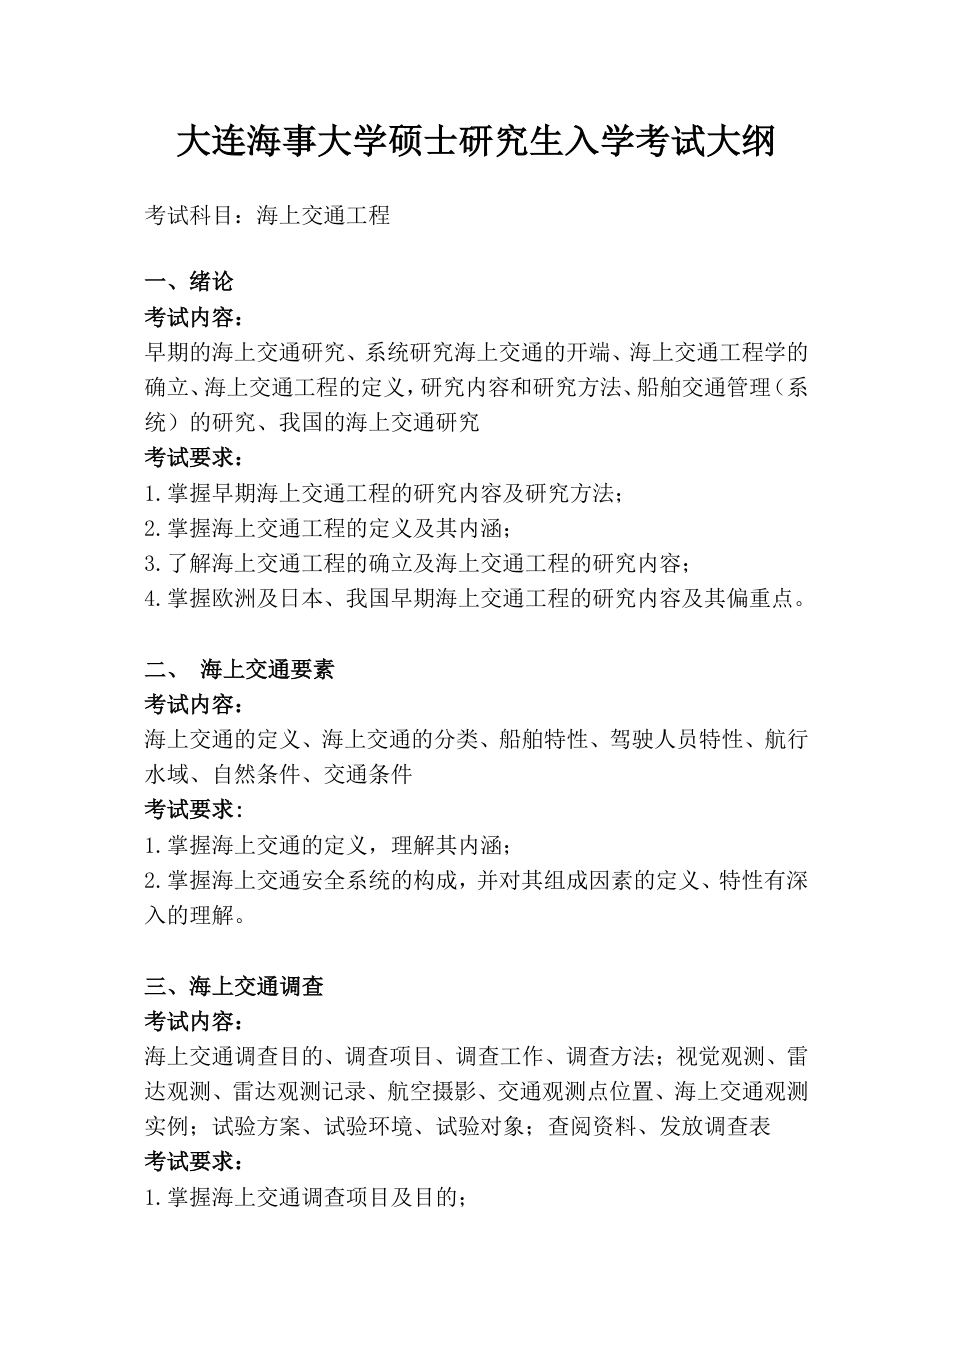 大连海事大学硕士研究生入学考试大纲
考试科目：海上交通工程
一、绪论
考试内容：
早期的海上交通研究、系统研究海上交通的开端、海上交通工程学的
确立、海上交通工程的定义，研究内容和研究方法、船舶交通管理（系
统）的研究、我国的海上交通研究
考试要求：
1.掌握早期海上交通工程的研究内容及研究方法；
2.掌握海上交通工程的定义及其内涵；
3.了解海上交通工程的确立及海上交通工程的研究内容；
4.掌握欧洲及日本、我国早期海上交通工程的研究内容及其偏重点。
二、 海上交通要素
考试内容：
海上交通的定义、海上交通的分类、船舶特性、驾驶人员特性、航行
水域、自然条件、交通条件
考试要求：
1.掌握海上交通的定义，理解其内涵；
2.掌握海上交通安全系统的构成，并对其组成因素的定义、特性有深
入的理解。
三、海上交通调查
考试内容：
海上交通调查目的、调查项目、调查工作、调查方法；视觉观测、雷
达观测、雷达观测记录、航空摄影、交通观测点位置、海上交通观测
实例；试验方案、试验环境、试验对象；查阅资料、发放调查表
考试要求：
1.掌握海上交通调查项目及目的；